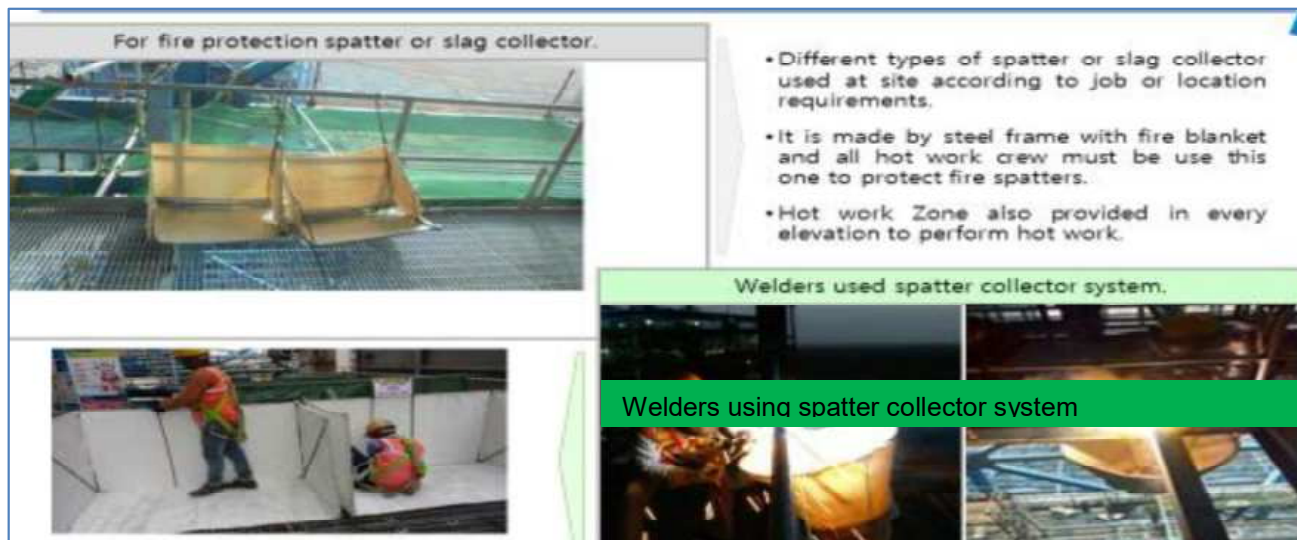 For fire protection spatter or slag collector.
• Different types of spatter or slag collector
used at site according to job or location
requirements.
• It is made by steel frame with fire blanket
and all hot work crew must be use this
one to protect fire spatters.
• Hot work Zone also provided in every
elevation to perform hot work.
Welders used spatter collector system.
Welders using spatter collector system